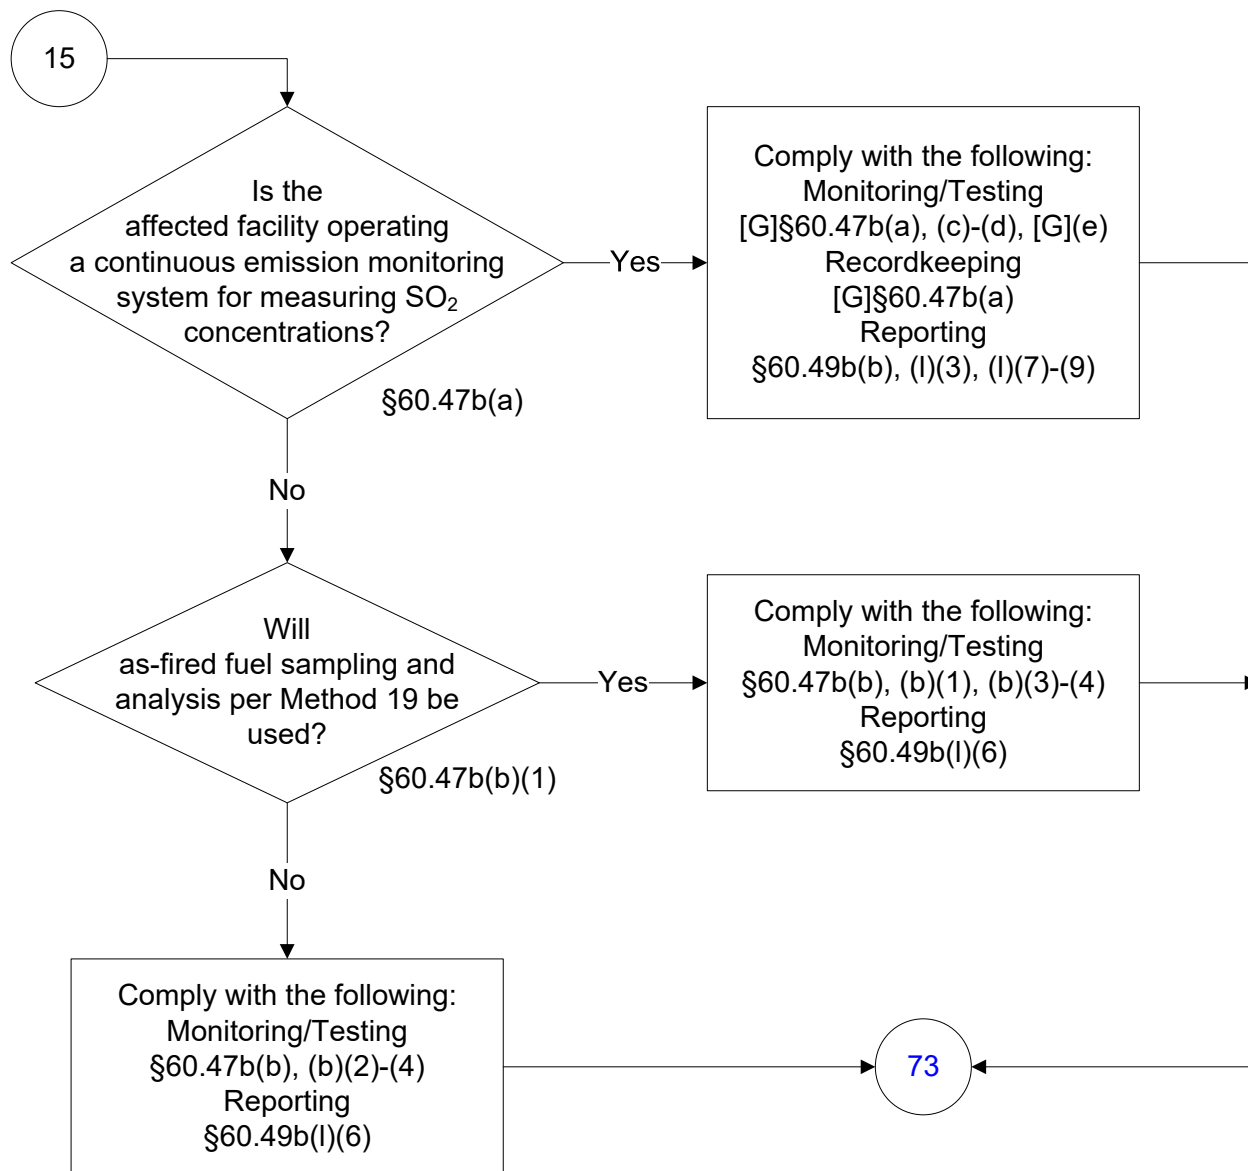 15
Is the
affected facility operating
a continuous emission monitoring
system for measuring SO₂
concentrations?
§60.47b(a)
Yes
Comply with the following:
Monitoring/Testing
[G]§60.47b(a), (c)-(d), [G](e)
Recordkeeping
[G]§60.47b(a)
Reporting
§60.49b(b), (l)(3), (l)(7)-(9)
No
Will
as-fired fuel sampling and
analysis per Method 19 be
used?
§60.47b(b)(1)
Yes
Comply with the following:
Monitoring/Testing
§60.47b(b), (b)(1), (b)(3)-(4)
Reporting
§60.49b(l)(6)
No
Comply with the following:
Monitoring/Testing
§60.47b(b), (b)(2)-(4)
Reporting
§60.49b(l)(6)
73